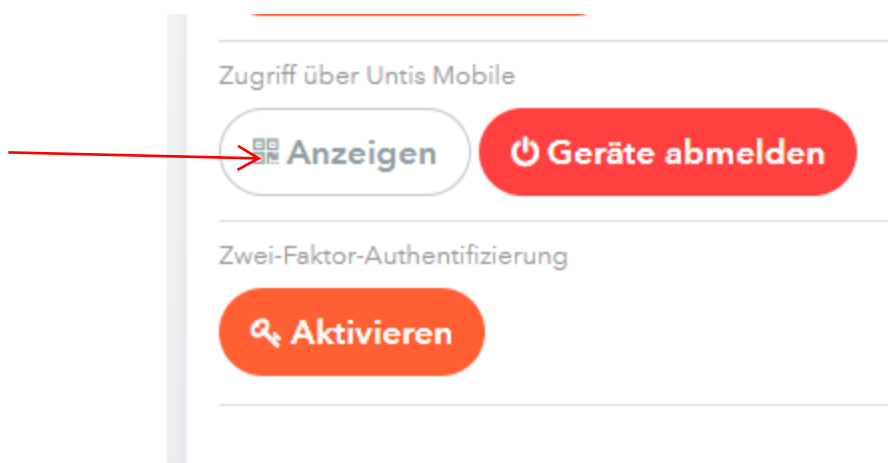 Zugriff über Untis Mobile
Anzeigen Geräte abmelden
Zwei-Faktor-Authentifizierung
Aktivieren